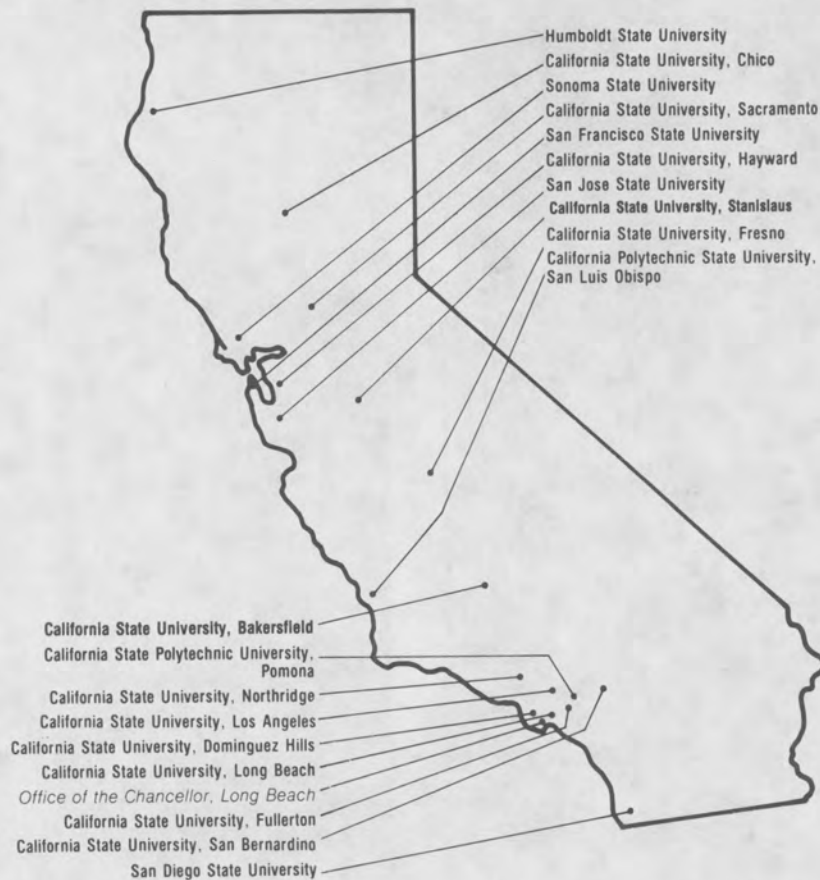 Humboldt State University
California State University, Chico
Sonoma State University
California State University, Sacramento
San Francisco State University
California State University, Hayward
San Jose State University
California State University, Stanislaus
California State University, Fresno
California Polytechnic State University,
San Luis Obispo
California State University, Bakersfield
California State Polytechnic University,
Pomona
California State University, Northridge
California State University, Los Angeles
California State University, Dominguez Hills
California State University, Long Beach
Office of the Chancellor, Long Beach
California State University, Fullerton
California State University, San Bernardino
San Diego State University